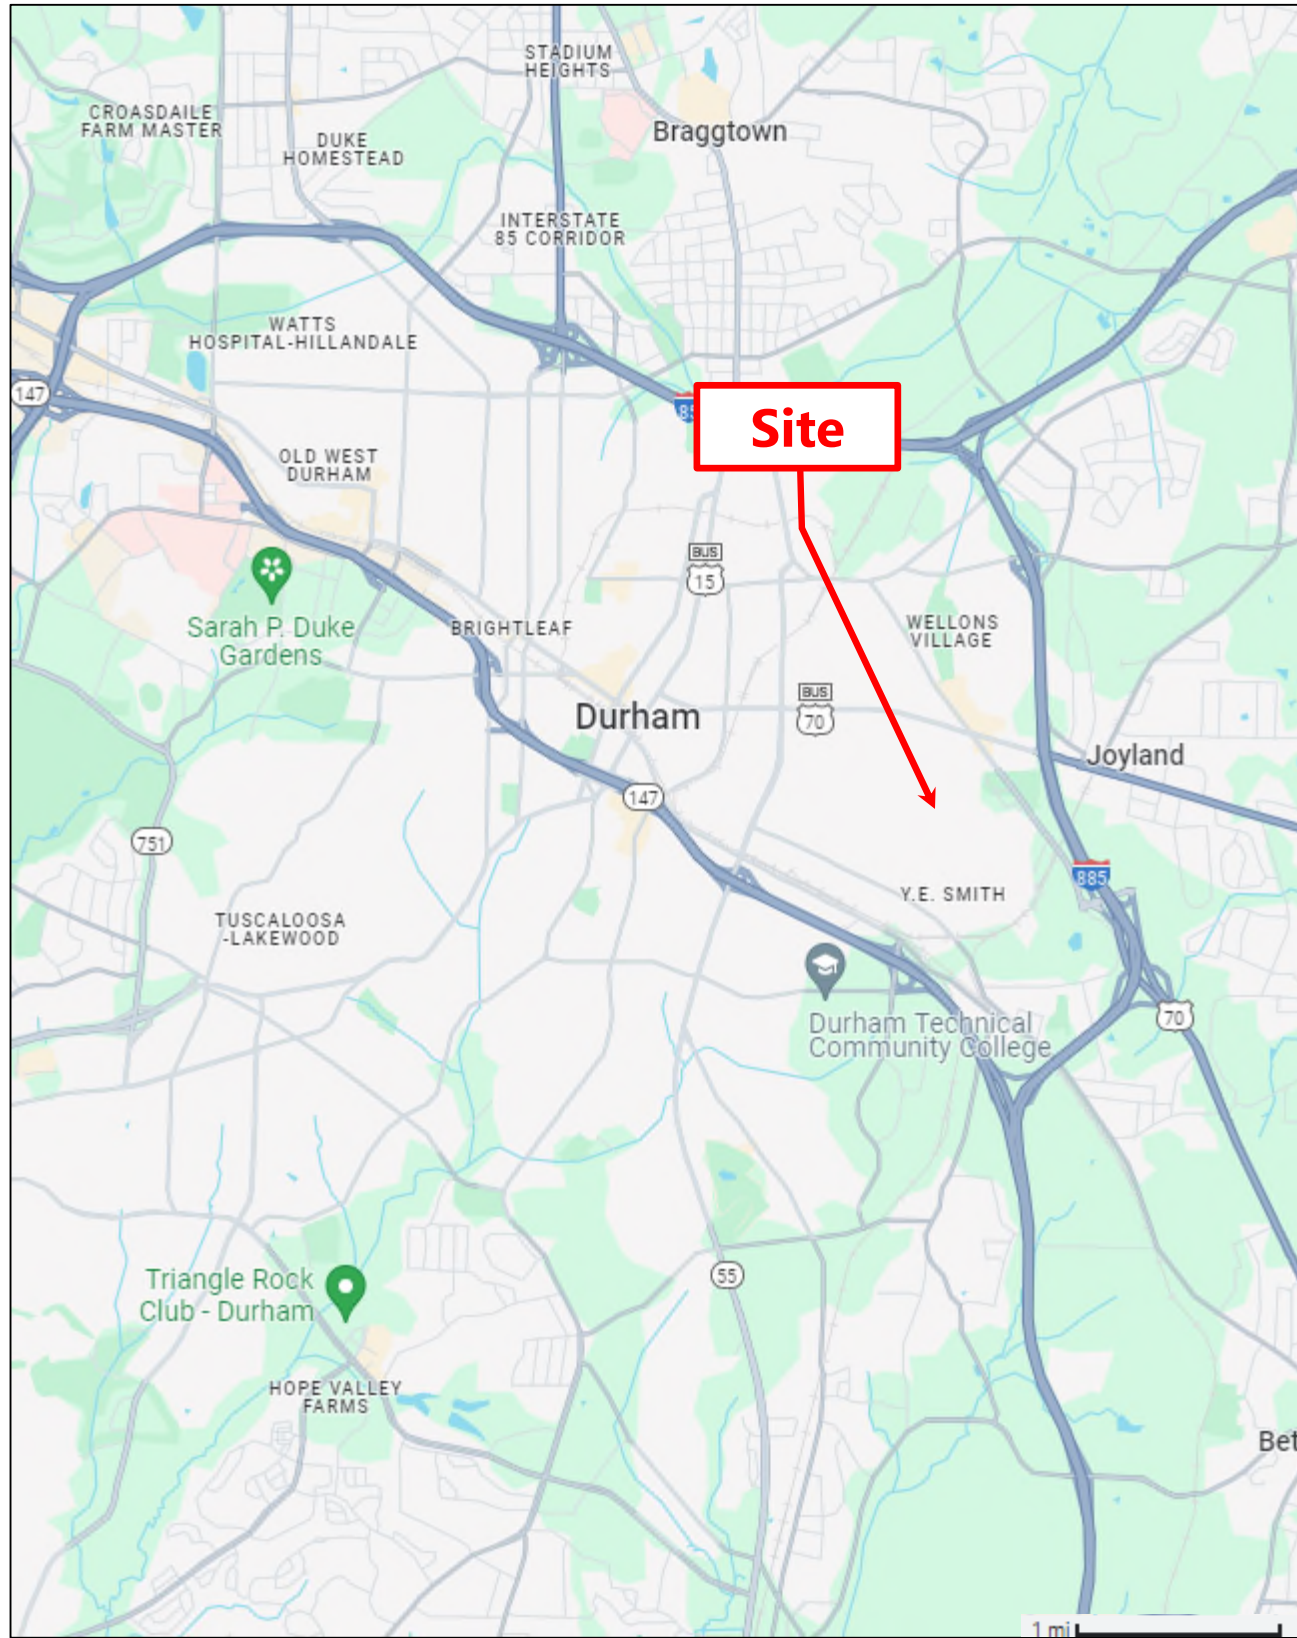 STADIUM
HEIGHTS
CROASDAILE
FARM MASTER
Braggtown
DUKE
HOMESTEAD
INTERSTATE
85 CORRIDOR
WATTS
HOSPITAL-HILLANDALE
147
85
Site
OLD WEST
DURHAM
BUS
15
Sarah P. Duke
Gardens
BRIGHTLEAF
WELLONS
VILLAGE
BUS
70
Durham
Joyland
147
751
885
Y.E. SMITH
TUSCALOOSA
-LAKEWOOD
70
Durham Technical
Community College
55
Triangle Rock
Club - Durham
HOPE VALLEY
FARMS
Bet
1 mi